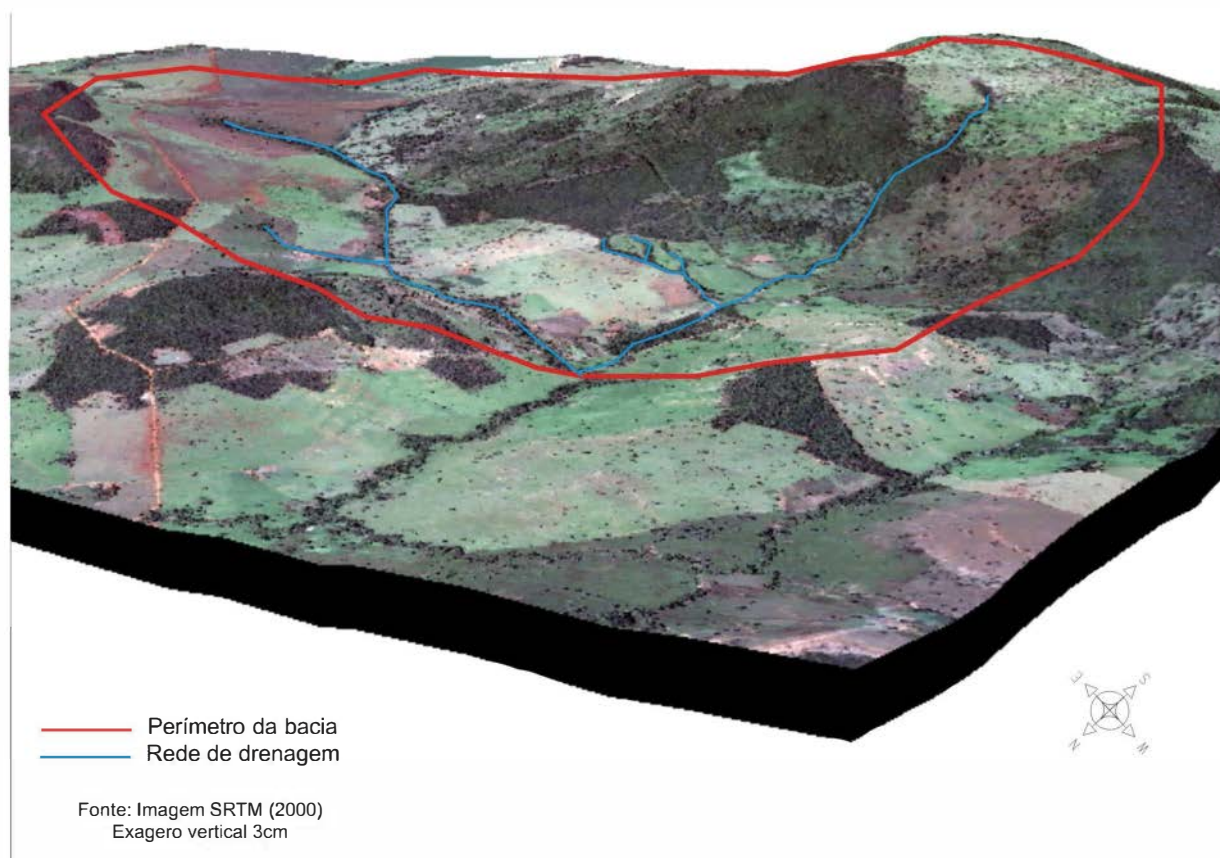 Perímetro da bacia
Rede de drenagem
Fonte: Imagem SRTM (2000)
Exagero vertical 3cm
E
S
N
W